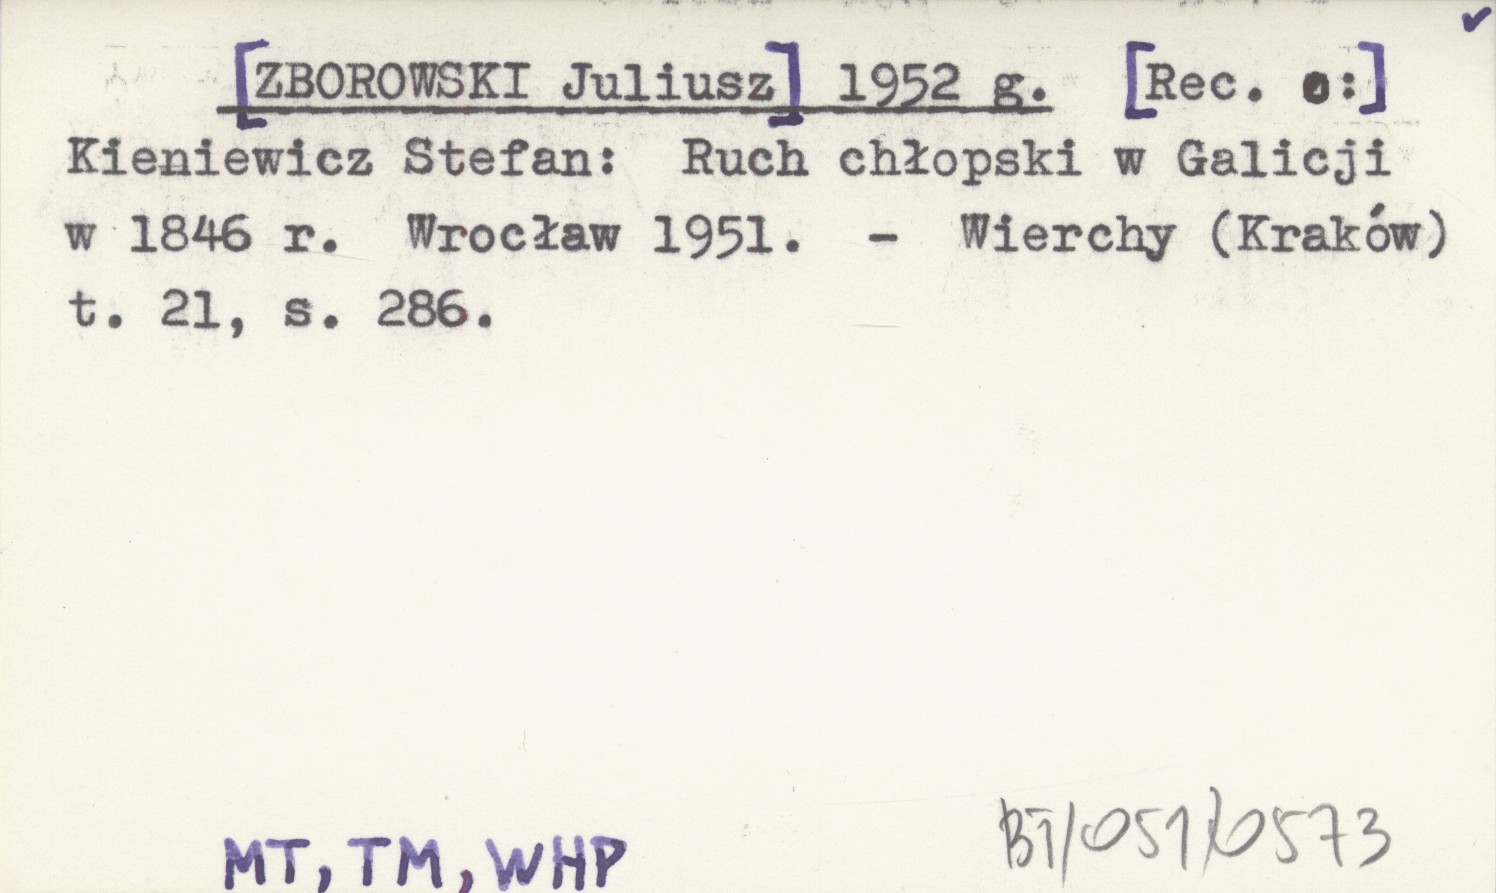 [ZBOROWSKI Juliusz] 1952 g. [Rec. o:]
Kieniewicz Stefan: Ruch chłopski w Galicji
w 1846 r. Wrocław 1951. - Wierchy (Kraków)
t. 21, s. 286.
MT, TM, WHP
BT/051/0573